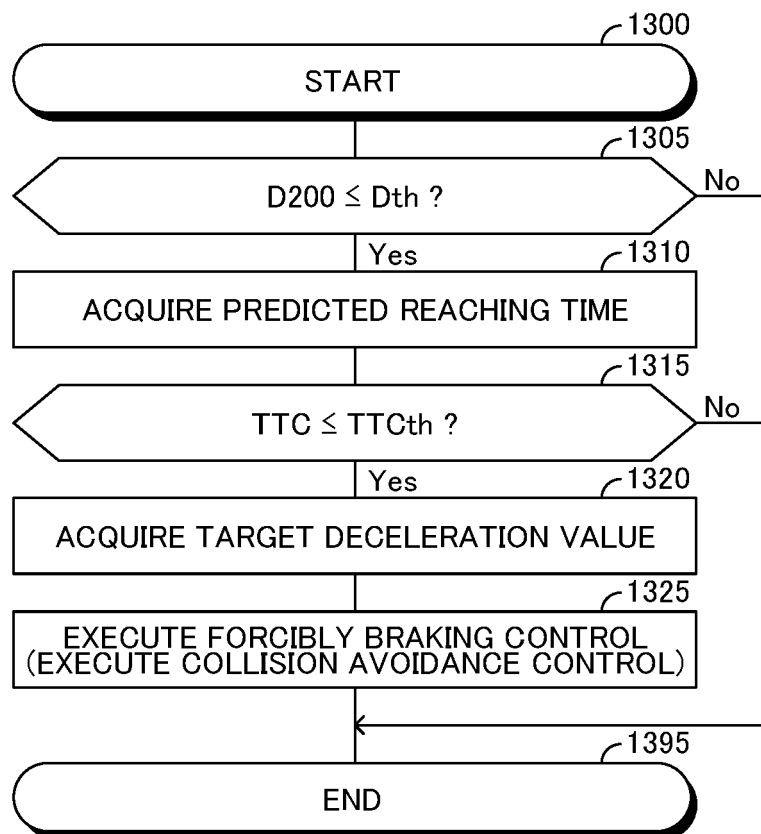 1300
START
1305
D200 ≦ Dth ?
No
Yes
1310
ACQUIRE PREDICTED REACHING TIME
1315
TTC ≦ TTCth ?
No
Yes
1320
ACQUIRE TARGET DECELERATION VALUE
1325
EXECUTE FORCIBLY BRAKING CONTROL
(EXECUTE COLLISION AVOIDANCE CONTROL)
1395
END